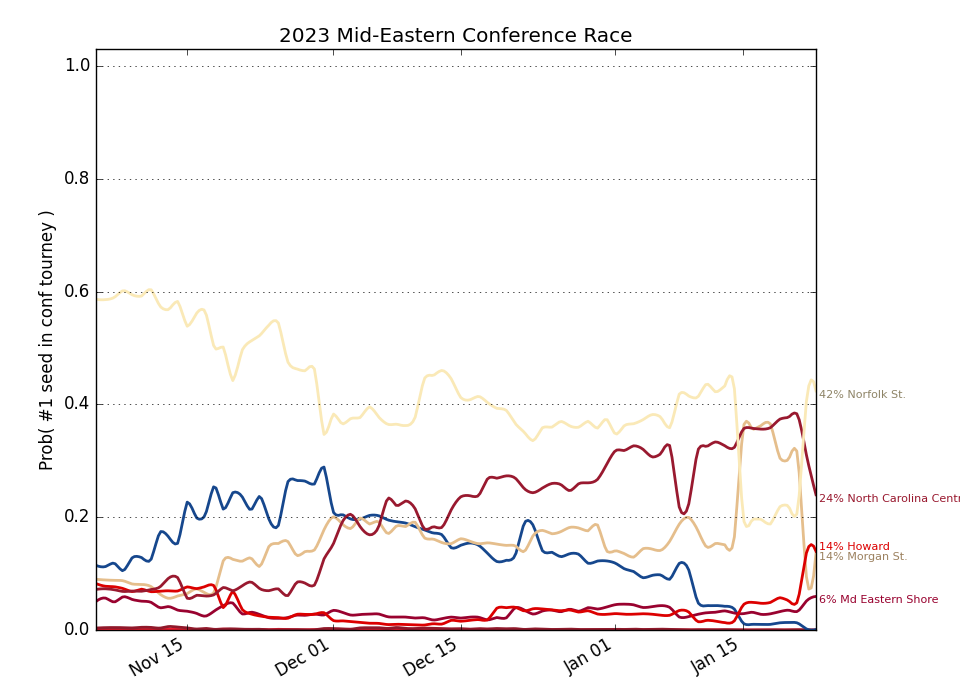 2023 Mid-Eastern Conference Race
Prob( #1 seed in conf tourney )
1.0
0.8
0.6
0.4
0.2
0.0
Nov 15
Dec 01
Dec 15
Jan 01
Jan 15
42% Norfolk St.
24% North Carolina Centr
14% Howard
14% Morgan St.
6% Md Eastern Shore